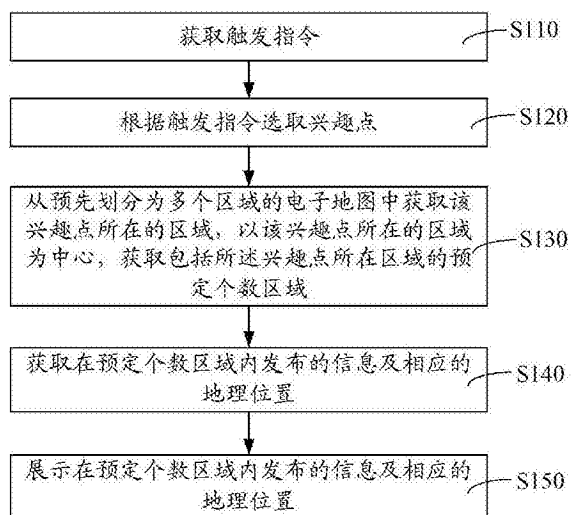 获取触发指令
S110
根据触发指令选取兴趣点
S120
从预先划分为多个区域的电子地图中获取该
兴趣点所在的区域，以该兴趣点所在的区域
为中心，获取包括所述兴趣点所在区域的预
定个数区域
S130
获取在预定个数区域内发布的信息及相应的
地理位置
S140
展示在预定个数区域内发布的信息及相应的
地理位置
S150